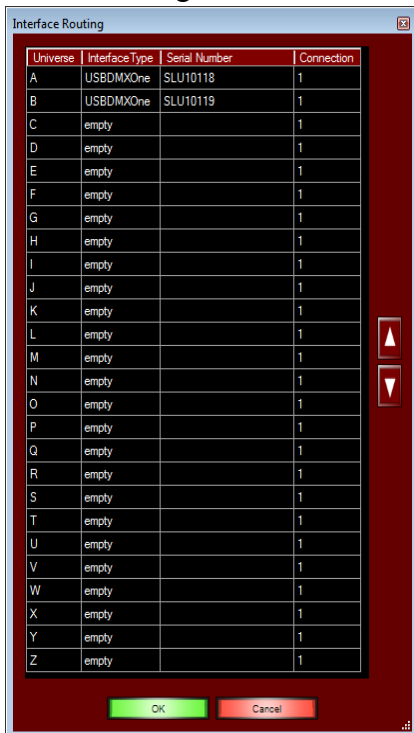 Interface Routing
Universe Interface Type Serial Number Connection
A USBDMXOne SLU10118 1
B USBDMXOne SLU10119 1
C empty 1
D empty 1
E empty 1
F empty 1
G empty 1
H empty 1
I empty 1
J empty 1
K empty 1
L empty 1
M empty 1
N empty 1
O empty 1
P empty 1
Q empty 1
R empty 1
S empty 1
T empty 1
U empty 1
V empty 1
W empty 1
X empty 1
Y empty 1
Z empty 1
OK Cancel